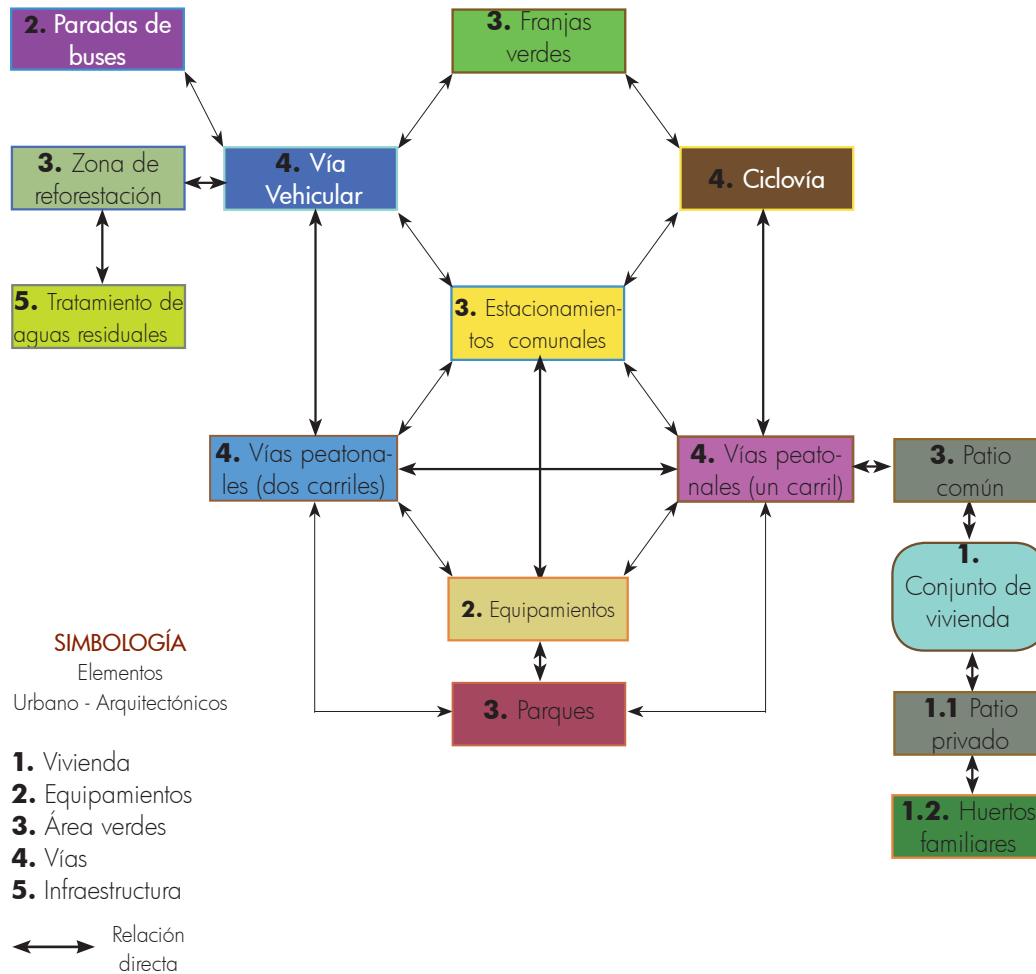 2. Paradas de
buses
3. Franjas
verdes
3. Zona de
reforestación
4. Vía
Vehicular
4. Ciclovía
5. Tratamiento de
aguas residuales
3. Estacionamien-
tos comunales
4. Vías peatona-
les (dos carriles)
4. Vías peato-
nales (un carril)
3. Patio
común
1.
Conjunto de
vivienda
2. Equipamientos
3. Parques
1.1 Patio
privado
1.2. Huertos
familiares
SIMBOLOGÍA
Elementos
Urbano - Arquitectónicos
1. Vivienda
2. Equipamientos
3. Área verdes
4. Vías
5. Infraestructura
Relación
directa